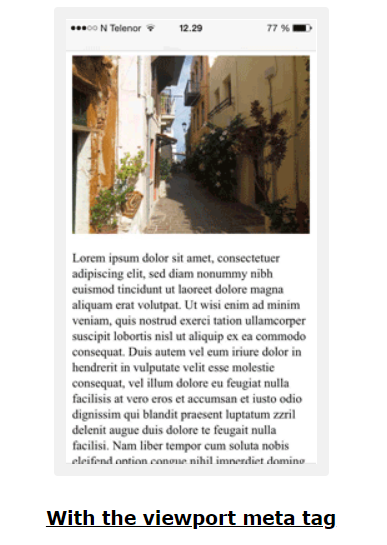 N Telenor 12.29 77 %
Lorem ipsum dolor sit amet, consectetuer
adipiscing elit, sed diam nonummy nibh
euismod tincidunt ut laoreet dolore magna
aliquam erat volutpat. Ut wisi enim ad minim
veniam, quis nostrud exerci tation ullamcorper
suscipit lobortis nisl ut aliquip ex ea commodo
consequat. Duis autem vel eum iriure dolor in
hendrerit in vulputate velit esse molestie
consequat, vel illum dolore eu feugiat nulla
facilisis at vero eros et accumsan et iusto odio
dignissim qui blandit praesent luptatum zzril
delenit augue duis dolore te feugait nulla
facilisi. Nam liber tempor cum soluta nobis
eleifend option congue nihil imperdiet doming
With the viewport meta tag